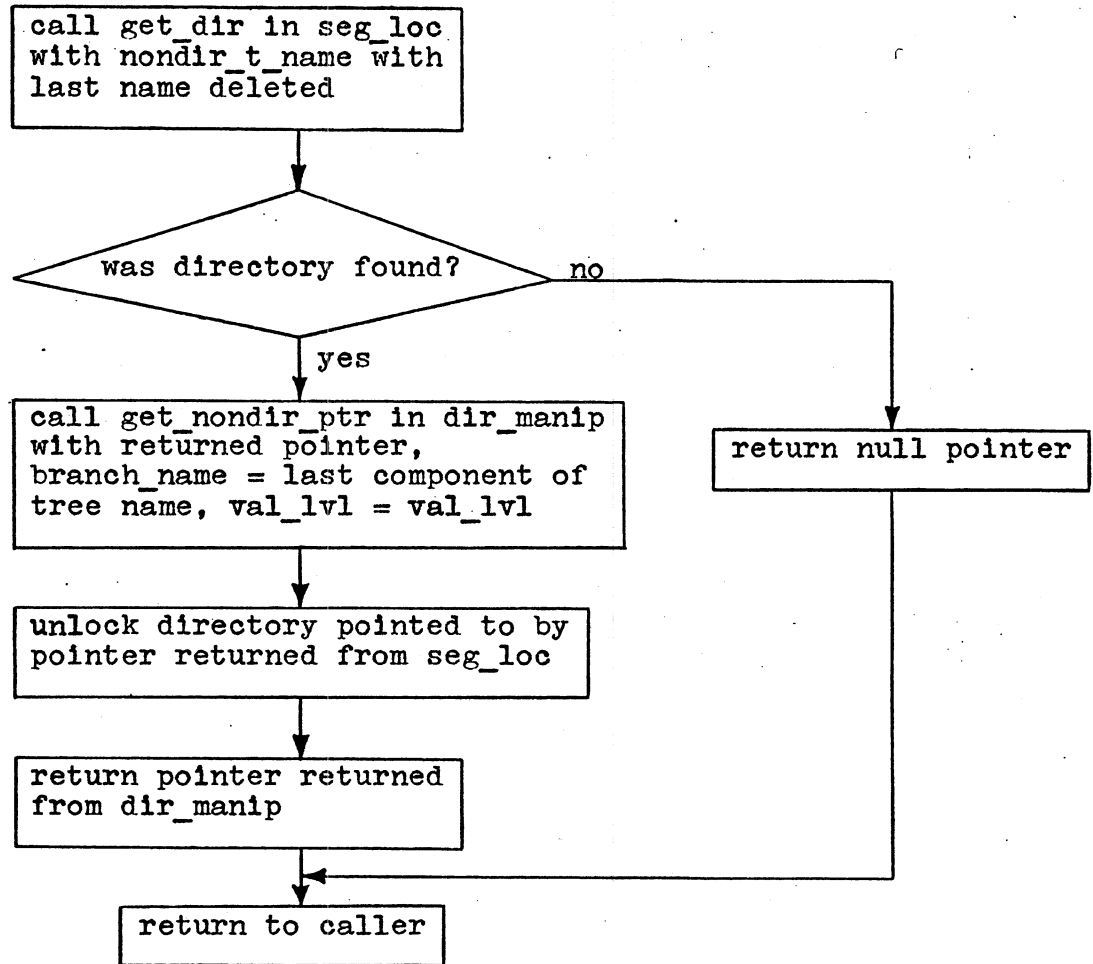 call get_dir in seg_loc
with nondir_t_name with
last name deleted
was directory found?
no
yes
call get_nondir_ptr in dir_manip
with returned pointer,
branch_name = last component of
tree name, val_lvl = val_lvl
return null pointer
unlock directory pointed to by
pointer returned from seg_loc
return pointer returned
from dir_manip
return to caller